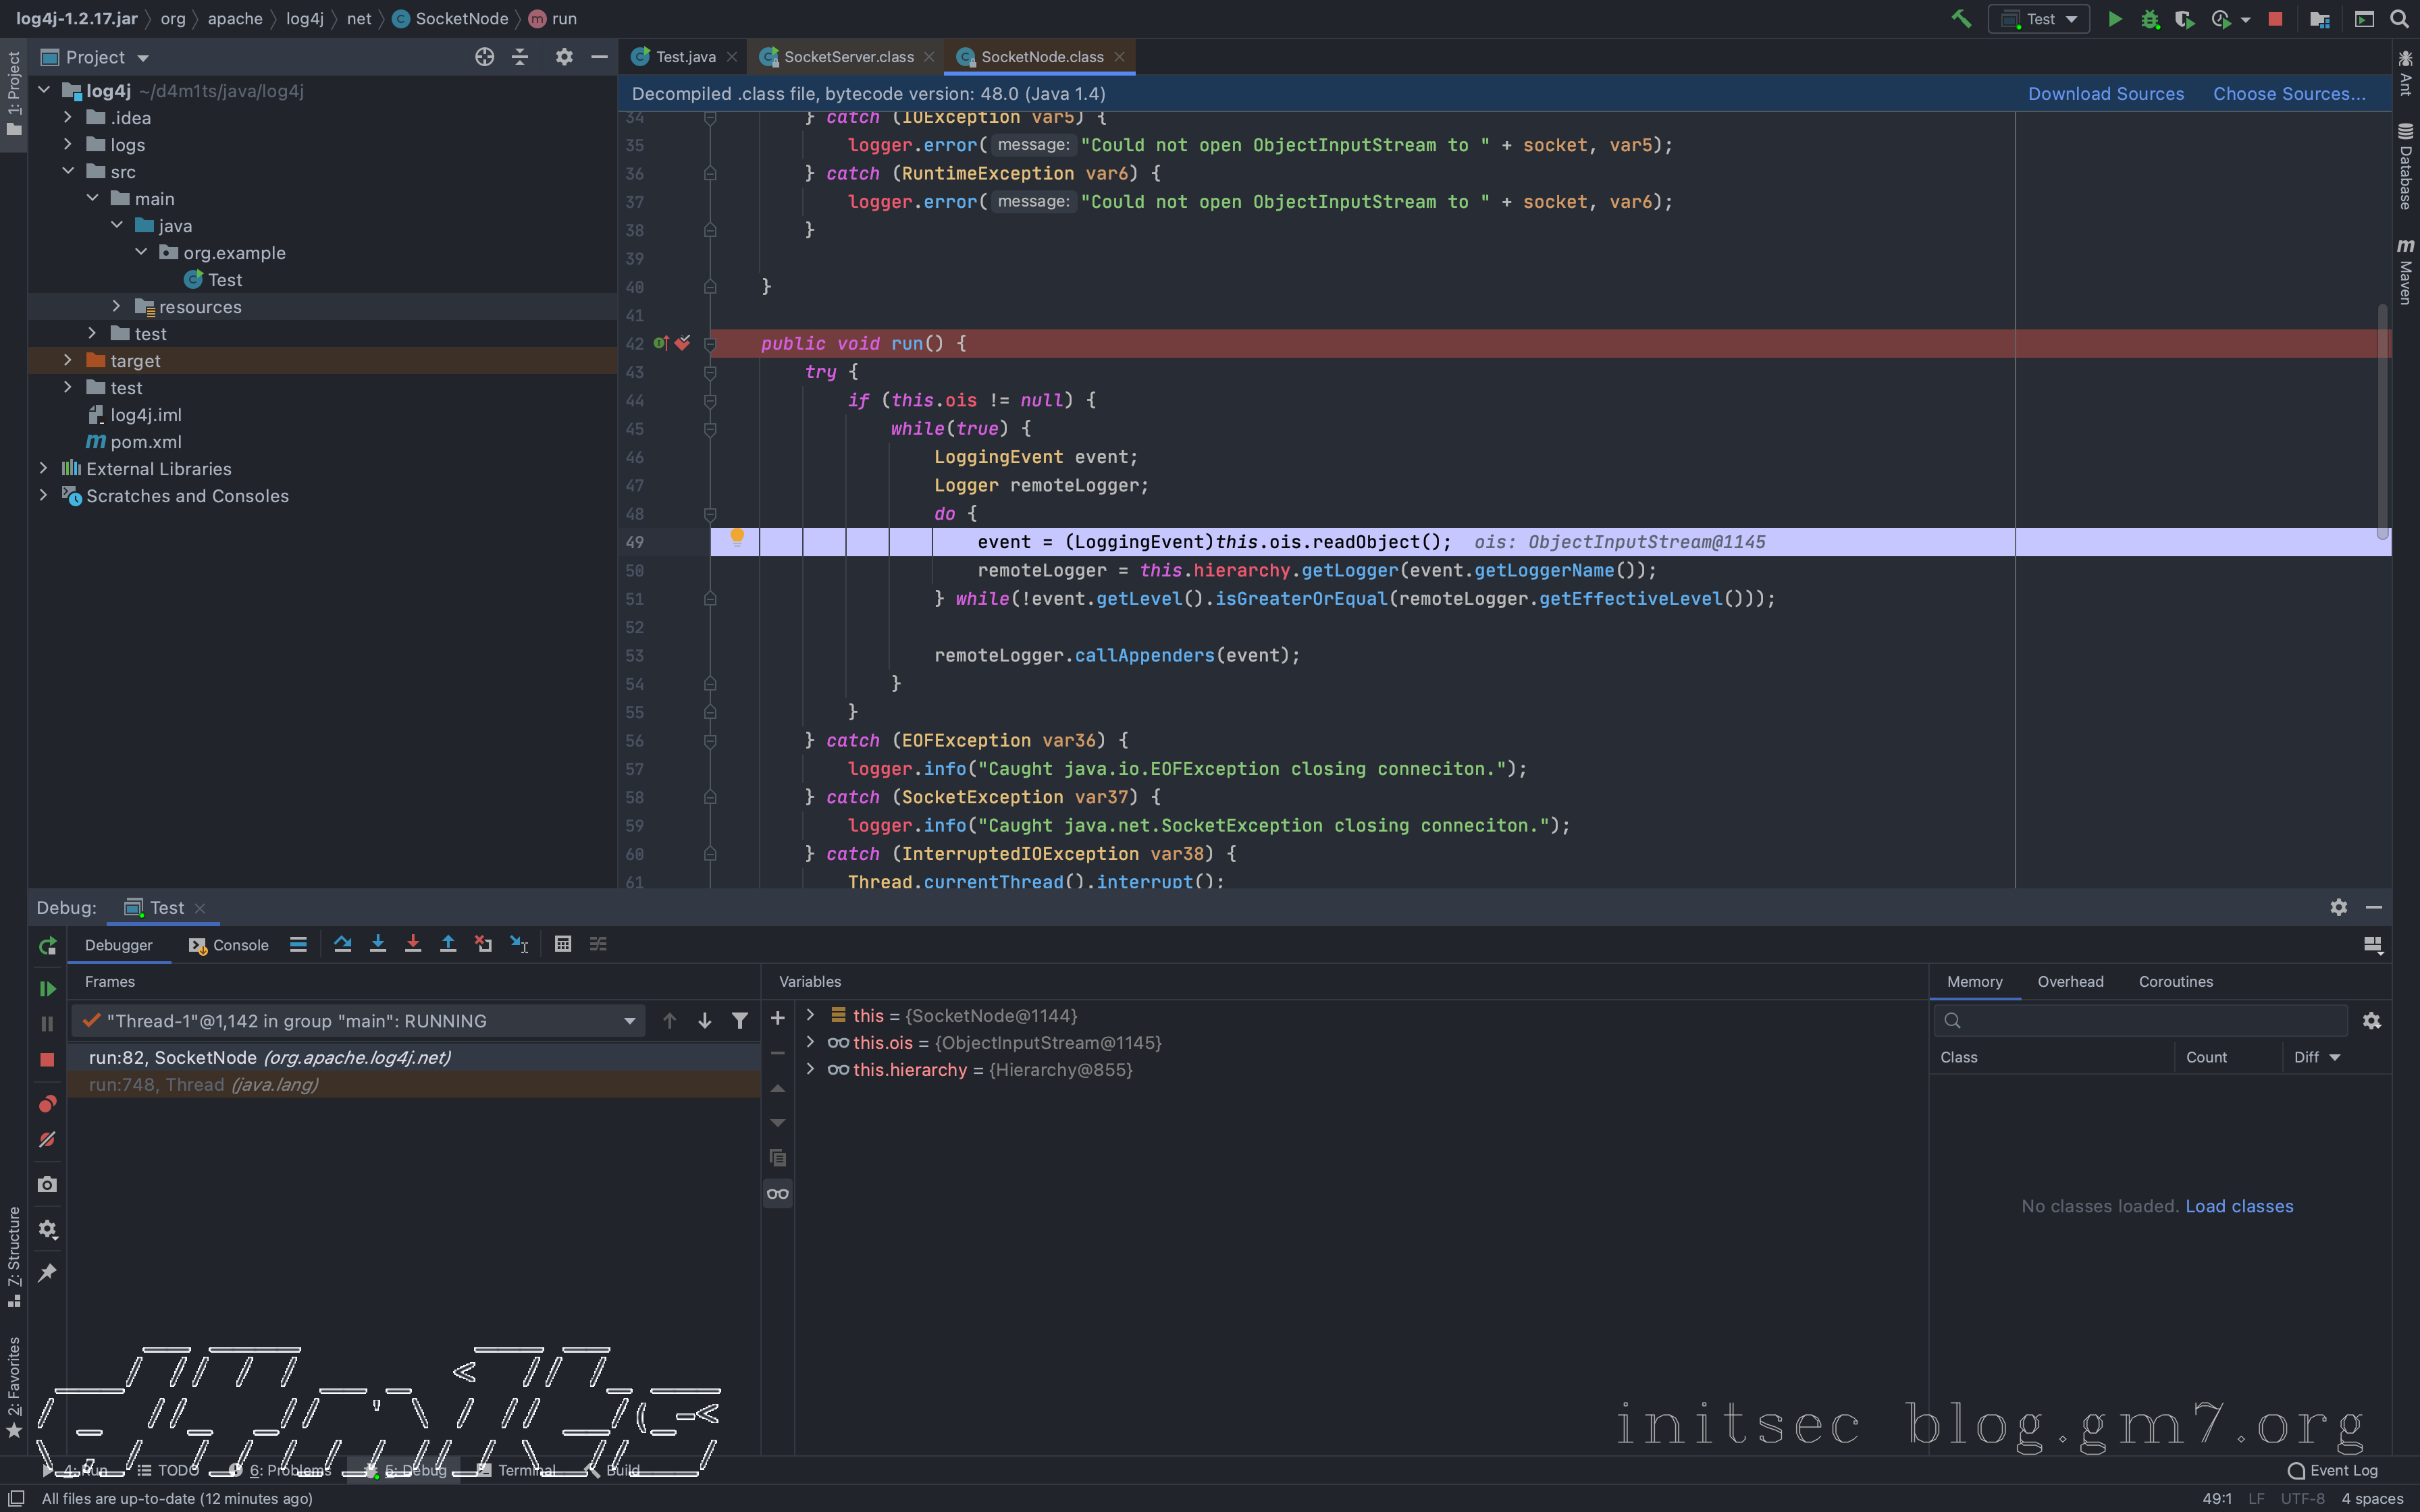 log4j-1.2.17.jar org apache log4j net SocketNode run
Test
1: Project
Project
Test.java SocketServer.class SocketNode.class
log4j ~/d4m1ts/java/log4j
.idea
logs
src
main
java
org.example
Test
resources
test
target
test
log4j.iml
pom.xml
External Libraries
Scratches and Consoles
Decompiled .class file, bytecode version: 48.0 (Java 1.4) Download Sources Choose Sources...
34 } catch (IOException var5) {
35 logger.error( message: "Could not open ObjectInputStream to " + socket, var5);
36 } catch (RuntimeException var6) {
37 logger.error( message: "Could not open ObjectInputStream to " + socket, var6);
38 }
39
40 }
41
42 public void run() {
43 try {
44 if (this.ois != null) {
45 while(true) {
46 LoggingEvent event;
47 Logger remoteLogger;
48 do {
49 event = (LoggingEvent)this.ois.readObject(); ois: ObjectInputStream@1145
50 remoteLogger = this.hierarchy.getLogger(event.getLoggerName());
51 } while(!event.getLevel().isGreaterOrEqual(remoteLogger.getEffectiveLevel()));
52
53 remoteLogger.callAppenders(event);
54 }
55 }
56 } catch (EOFException var36) {
57 logger.info("Caught java.io.EOFException closing conneciton.");
58 } catch (SocketException var37) {
59 logger.info("Caught java.net.SocketException closing conneciton.");
60 } catch (InterruptedIOException var38) {
61 Thread.currentThread().interrupt();
Ant
Database
Maven
Debug: Test
Debugger Console
Frames
"Thread-1"@1,142 in group "main": RUNNING
run:82, SocketNode (org.apache.log4j.net)
run:748, Thread (java.lang)
Variables
this = {SocketNode@1144}
this.ois = {ObjectInputStream@1145}
this.hierarchy = {Hierarchy@855}
Memory Overhead Coroutines
Class Count Diff
No classes loaded. Load classes
7: Structure
2: Favorites
initsec blog.gm7.org
4: Run TODO 6: Problems 5: Debug Terminal Build Event Log
All files are up-to-date (12 minutes ago) 49:1 LF UTF-8 4 spaces